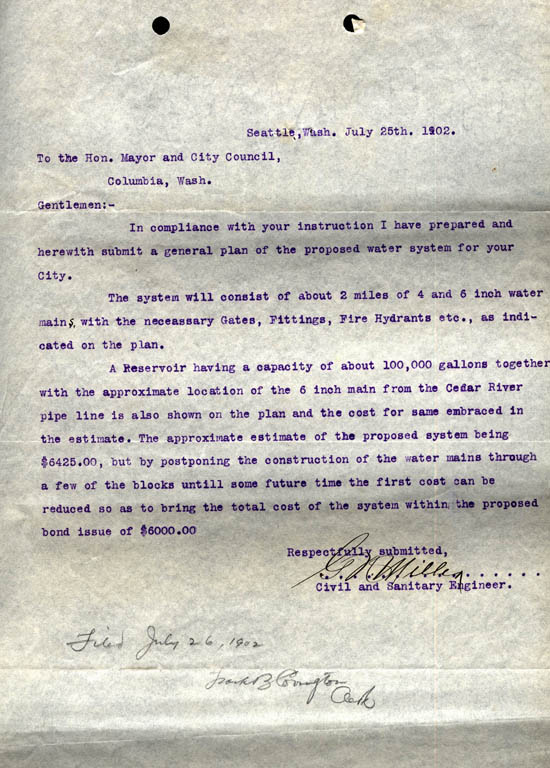 Seattle,Wash. July 25th. 1902.
To the Hon. Mayor and City Council,
Columbia, Wash.
Gentlemen:-
In compliance with your instruction I have prepared and
herewith submit a general plan of the proposed water system for your
City.
The system will consist of about 2 miles of 4 and 6 inch water
mains, with the neceassary Gates, Fittings, Fire Hydrants etc., as indi-
cated on the plan.
A Reservoir having a capacity of about 100,000 gallons together
with the approximate location of the 6 inch main from the Cedar River
pipe line is also shown on the plan and the cost for same embraced in
the estimate. The approximate estimate of the proposed system being
$6425.00, but by postponing the construction of the water mains through
a few of the blocks untill some future time the first cost can be
reduced so as to bring the total cost of the system within the proposed
bond issue of $6000.00
Respectfully submitted,
Miller.......
Civil and Sanitary Engineer.
Filed July 26, 1902
Frank B Covington
Clerk